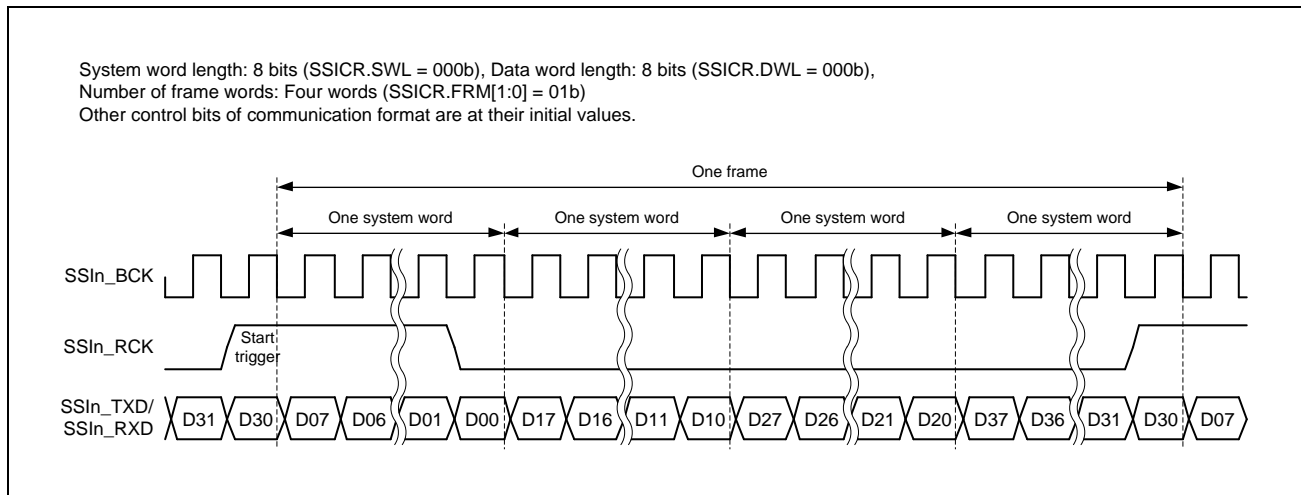 System word length: 8 bits (SSICR.SWL = 000b), Data word length: 8 bits (SSICR.DWL = 000b),
Number of frame words: Four words (SSICR.FRM[1:0] = 01b)
Other control bits of communication format are at their initial values.
One frame
One system word One system word One system word One system word
SSIn_BCK
SSIn_RCK
Start
trigger
SSIn_TXD/
SSIn_RXD
D31 D30 D07 D06 D01 D00 D17 D16 D11 D10 D27 D26 D21 D20 D37 D36 D31 D30 D07